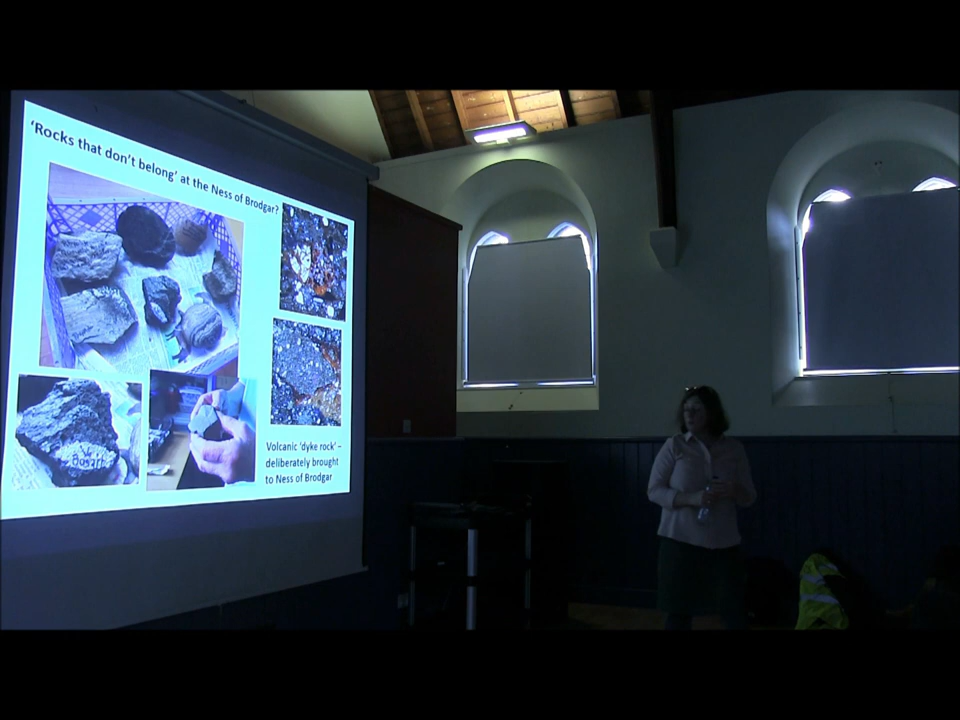 'Rocks that don't belong' at the Ness of Brodgar?
Volcanic 'dyke rock' –
deliberately brought
to Ness of Brodgar